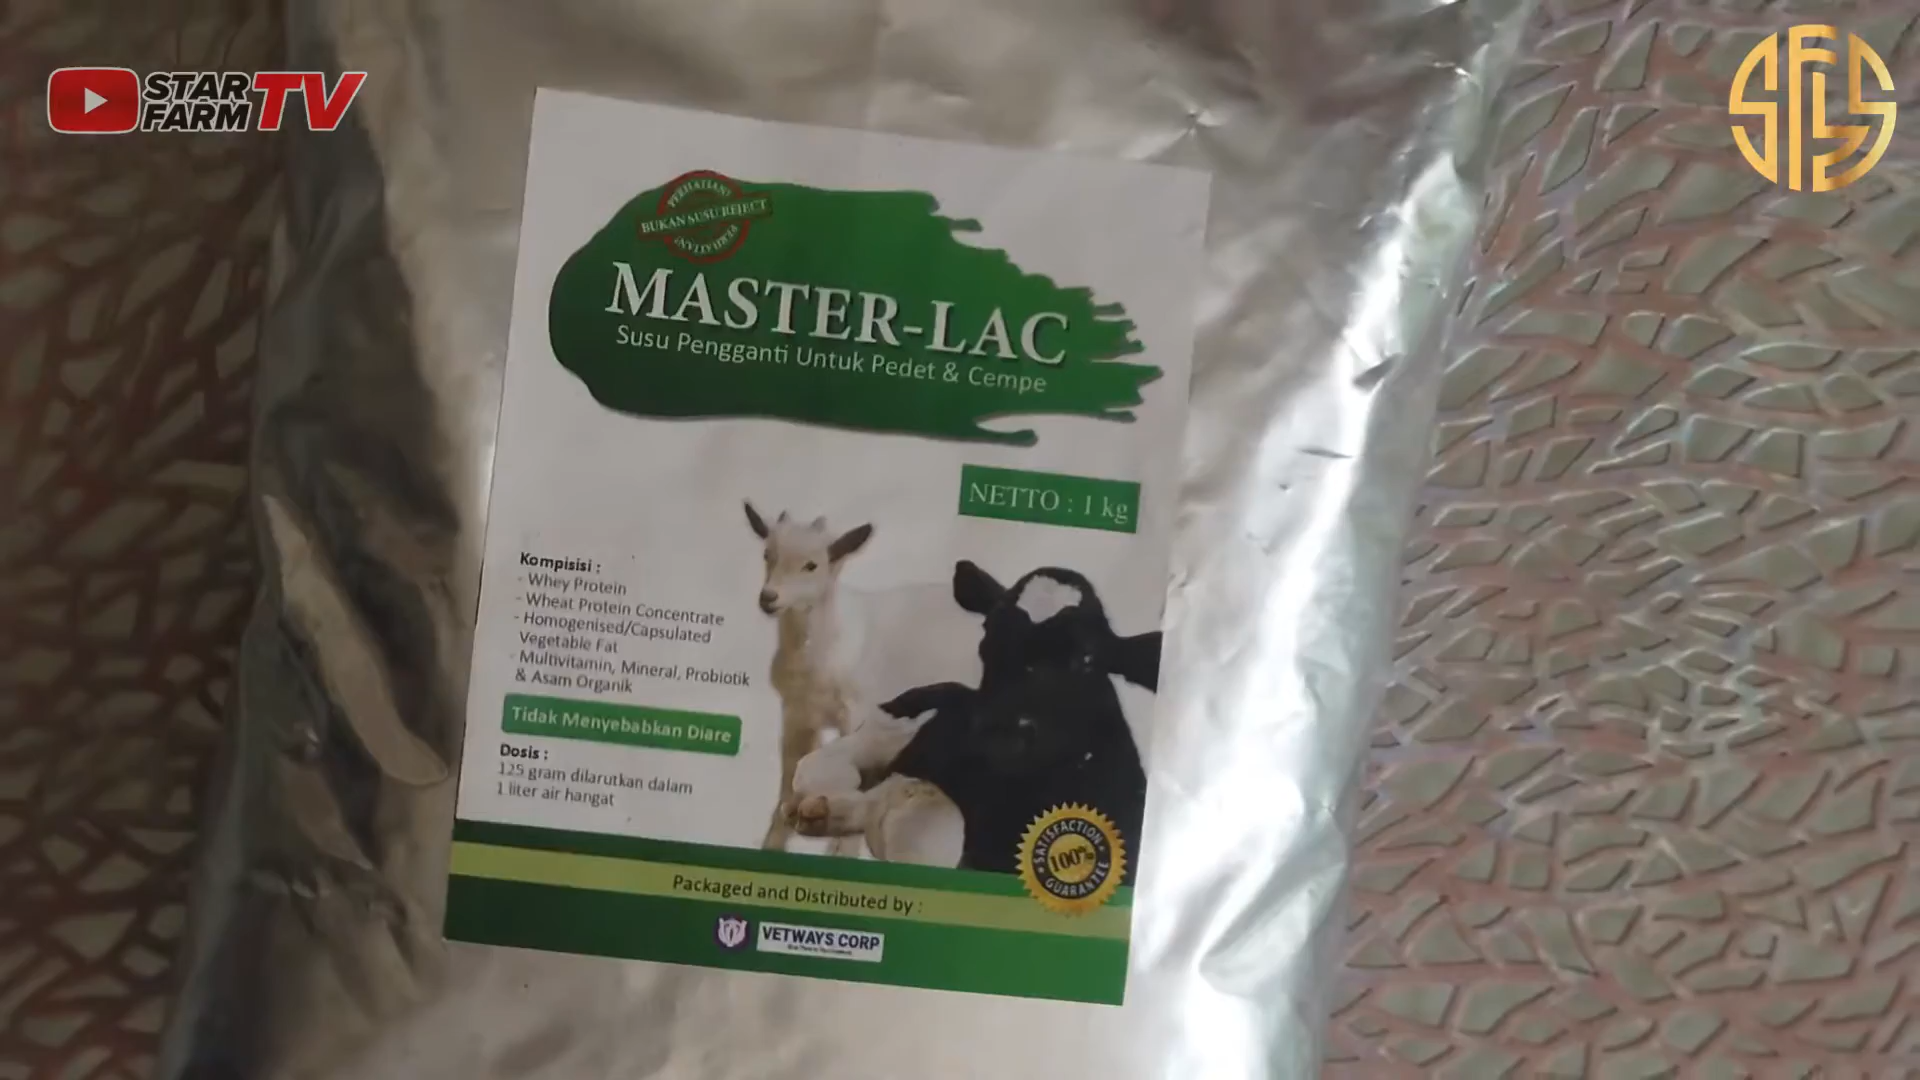 STAR
FARM TV
SFLS
PERHATIAN!
BUKAN SUSU REJECT
PERHATIAN!
MASTER-LAC
Susu Pengganti Untuk Pedet & Cempe
NETTO : 1 kg
Kompisisi :
- Whey Protein
- Wheat Protein Concentrate
- Homogenised/Capsulated
Vegetable Fat
- Multivitamin, Mineral, Probiotik
& Asam Organik
Tidak Menyebabkan Diare
Dosis :
125 gram dilarutkan dalam
1 liter air hangat
SATISFACTION
100%
GUARANTEE
Packaged and Distributed by :
VETWAYS CORP